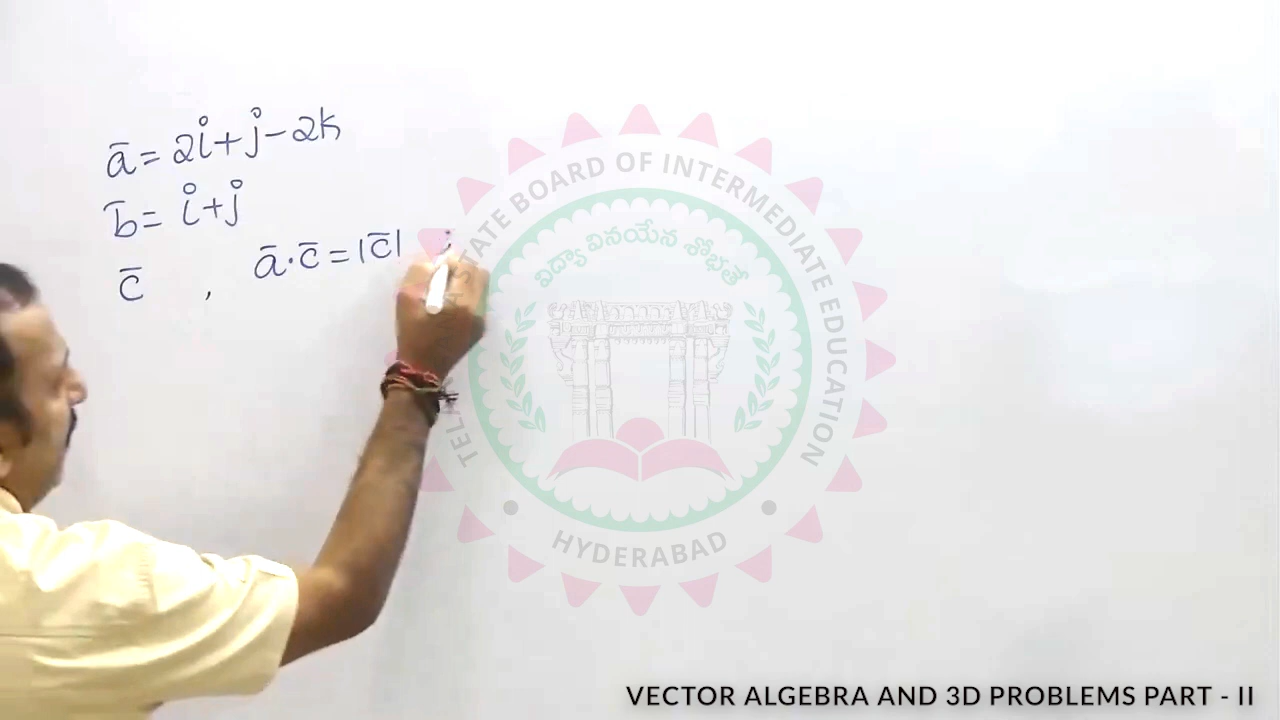 a̅ = 2i + j - 2k
b̅ = i + j
c̅ , a̅ . c̅ = |c̅|
TELANGANA STATE BOARD OF INTERMEDIATE EDUCATION
విద్యా వినయేన శోభతే
HYDERABAD
VECTOR ALGEBRA AND 3D PROBLEMS PART - II